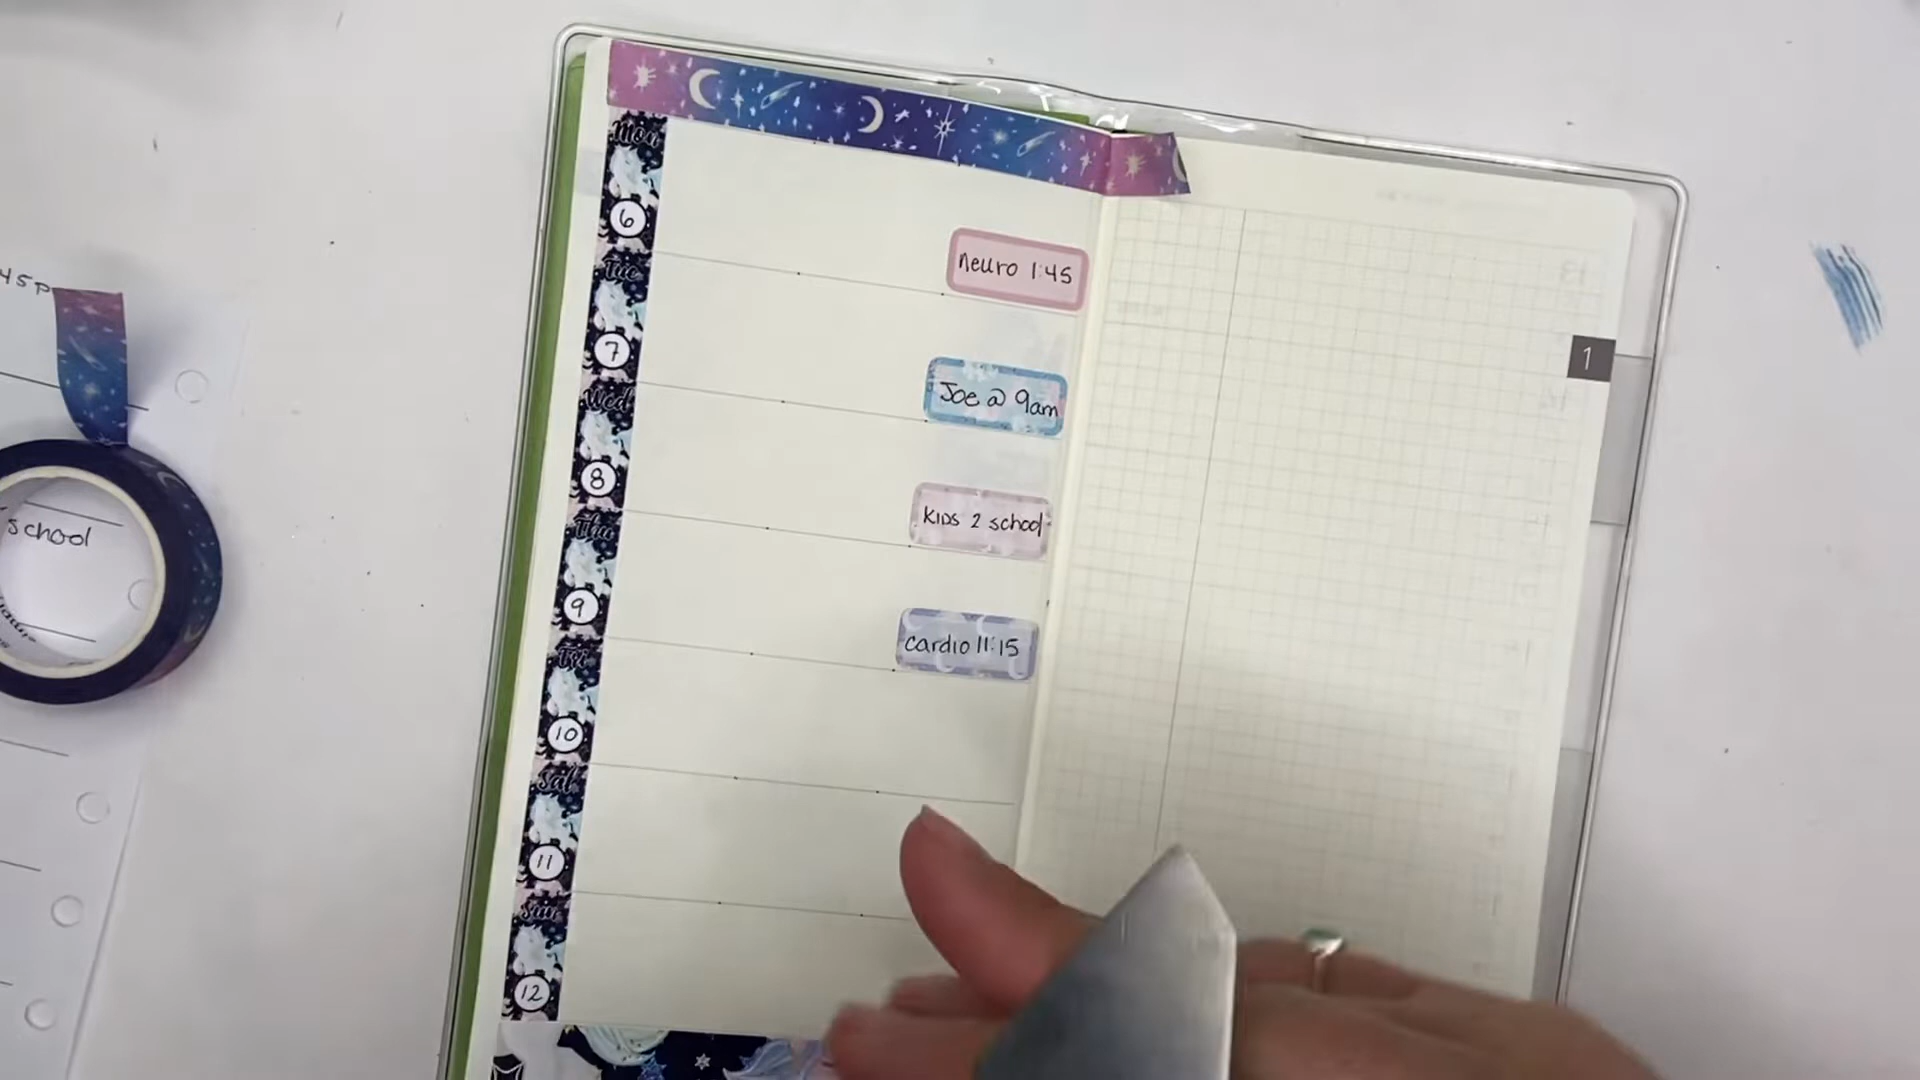 45P
school
Mon
6
neuro 1:45
Tue
7
Joe @ 9am
Wed
8
KIDS 2 school
Thu
9
cardio 11:15
Fri
10
Sat
11
Sun
12
1